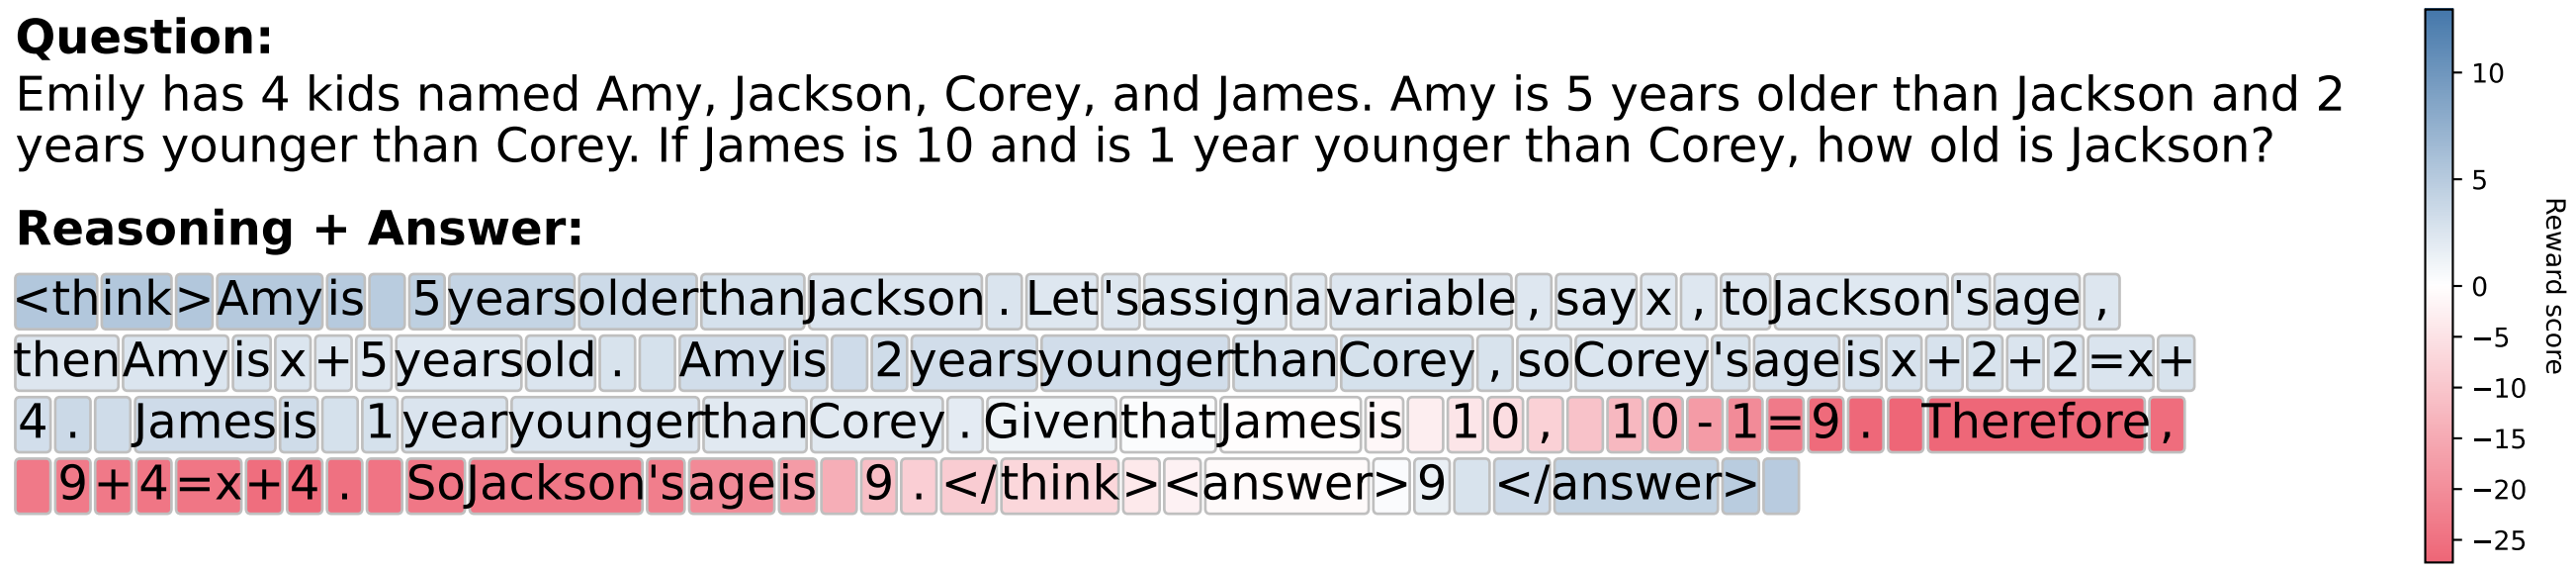 Question:
Emily has 4 kids named Amy, Jackson, Corey, and James. Amy is 5 years older than Jackson and 2
years younger than Corey. If James is 10 and is 1 year younger than Corey, how old is Jackson?
Reasoning + Answer:
<think> Amy is 5 years older than Jackson . Let's assign a variable , say x , to Jackson's age ,
then Amy is x + 5 years old . Amy is 2 years younger than Corey , so Corey's age is x + 2 + 2 = x +
4 . James is 1 year younger than Corey . Given that James is 10 , 10 - 1 = 9 . Therefore ,
9 + 4 = x + 4 . So Jackson's age is 9 . </think> <answer> 9 </answer>
10
5
0
−5
−10
−15
−20
−25
Reward score